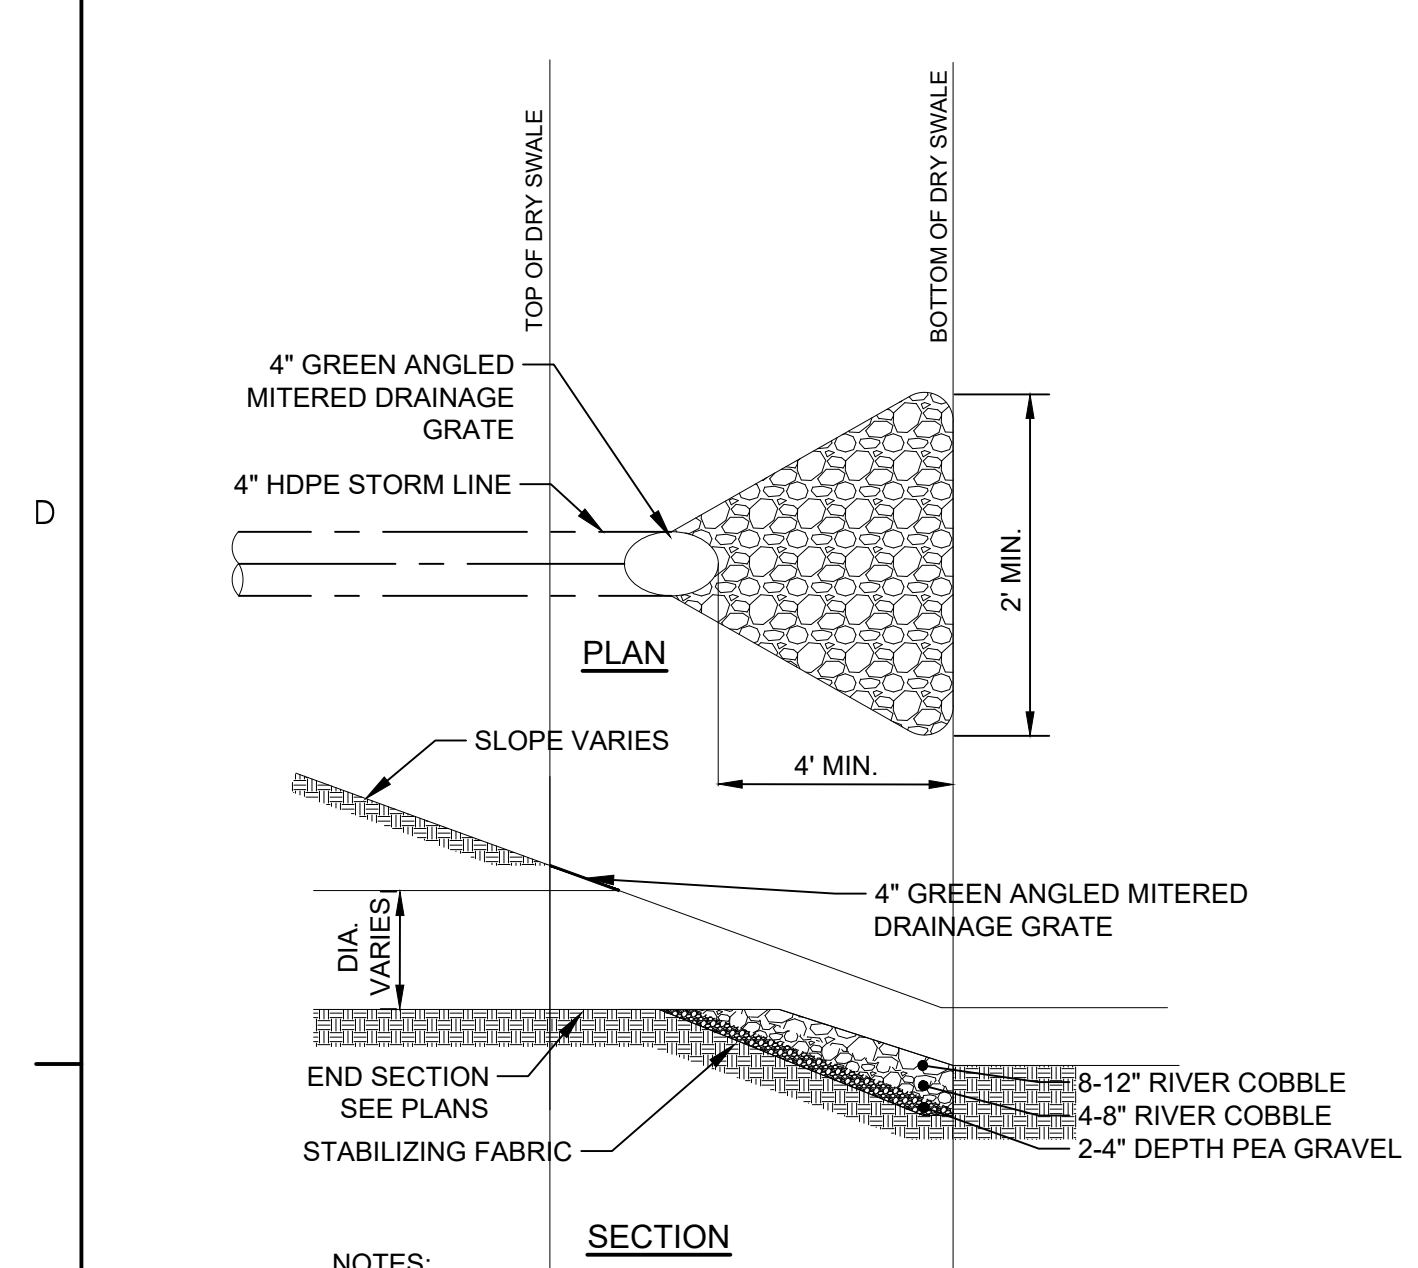 TOP OF DRY SWALE
BOTTOM OF DRY SWALE
4" GREEN ANGLED
MITERED DRAINAGE
GRATE
4" HDPE STORM LINE
D
2' MIN.
PLAN
SLOPE VARIES
4' MIN.
4" GREEN ANGLED MITERED
DRAINAGE GRATE
DIA.
VARIES
END SECTION
SEE PLANS
STABILIZING FABRIC
8-12" RIVER COBBLE
4-8" RIVER COBBLE
2-4" DEPTH PEA GRAVEL
SECTION
NOTES: